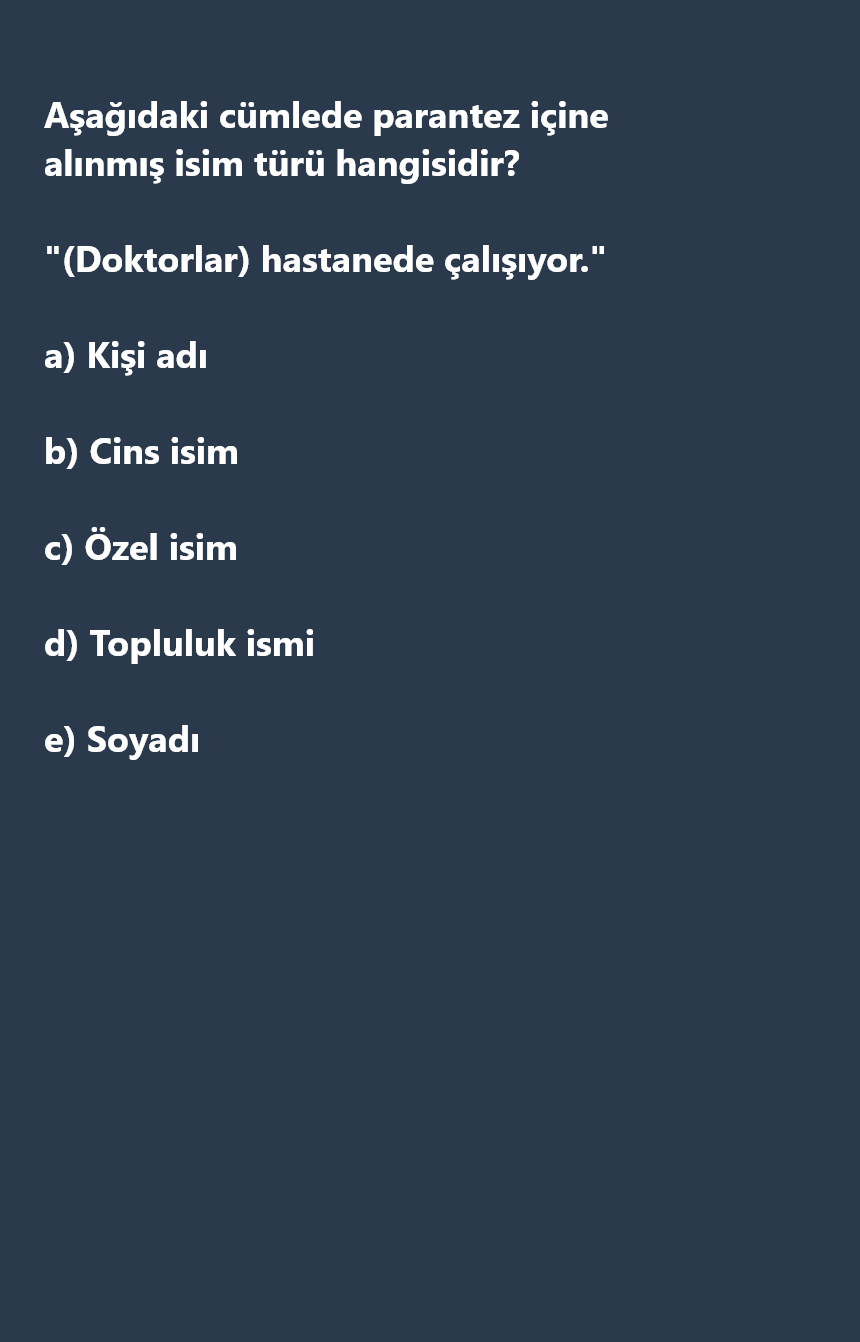 Aşağıdaki cümlede parantez içine
alınmış isim türü hangisidir?
"(Doktorlar) hastanede çalışıyor."
a) Kişi adı
b) Cins isim
c) Özel isim
d) Topluluk ismi
e) Soyadı